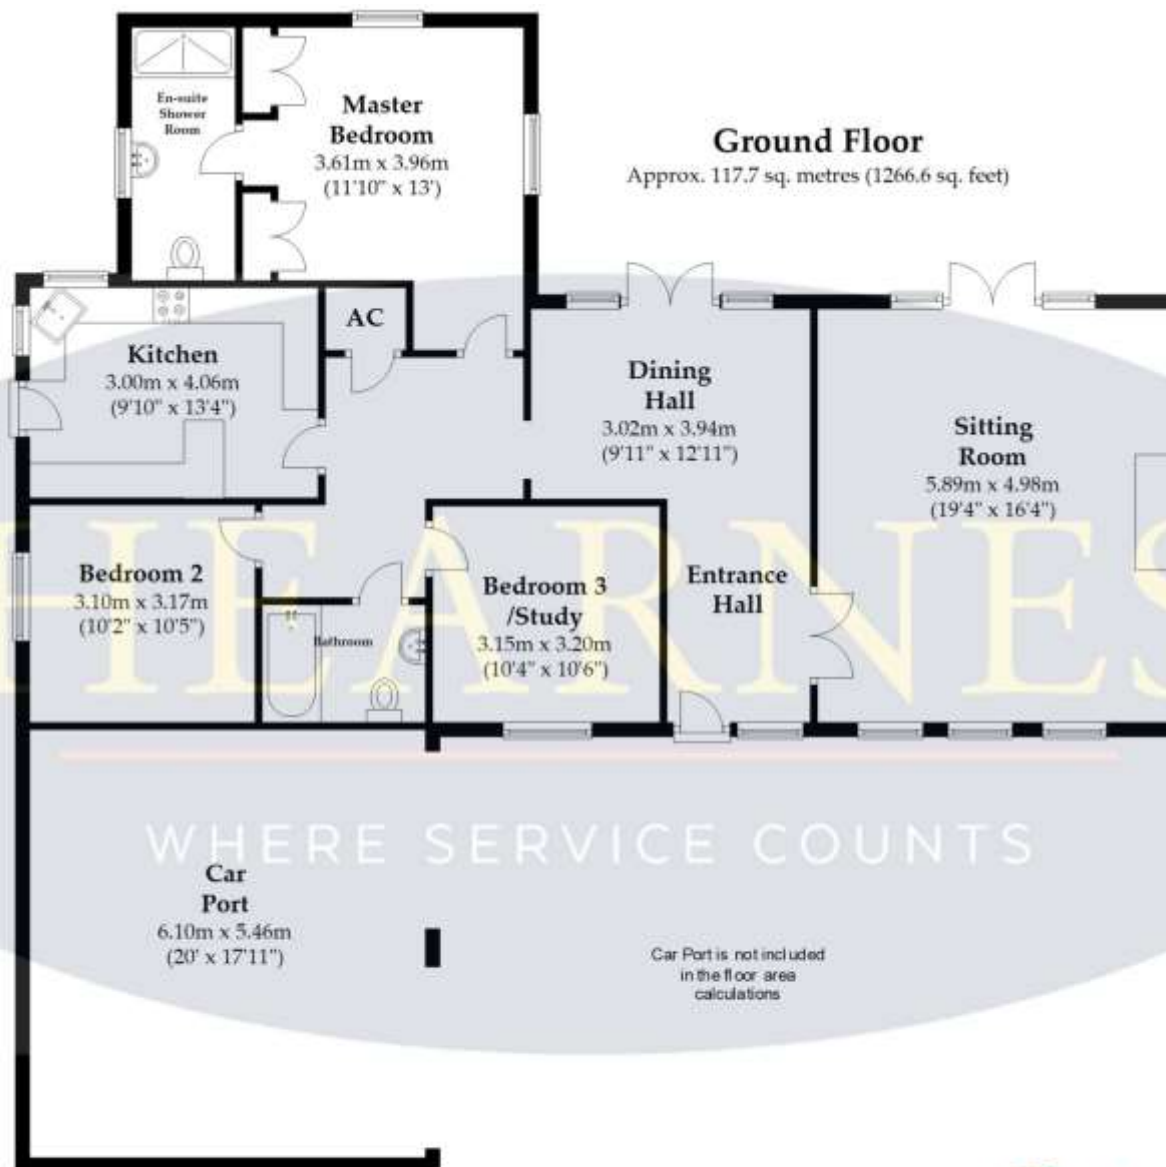 En-suite
Shower
Room
Master
Bedroom
3.61m x 3.96m
(11'10" x 13')
Ground Floor
Approx. 117.7 sq. metres (1266.6 sq. feet)
Kitchen
3.00m x 4.06m
(9'10" x 13'4")
AC
Dining
Hall
3.02m x 3.94m
(9'11" x 12'11")
Sitting
Room
5.89m x 4.98m
(19'4" x 16'4")
HEARNES
Bedroom 2
3.10m x 3.17m
(10'2" x 10'5")
Bathroom
Bedroom 3
/Study
3.15m x 3.20m
(10'4" x 10'6")
Entrance
Hall
WHERE SERVICE COUNTS
Car
Port
6.10m x 5.46m
(20' x 17'11")
Car Port is not included
in the floor area
calculations